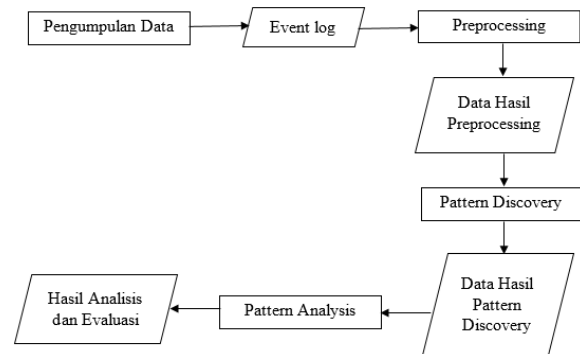 Pengumpulan Data
Event log
Preprocessing
Data Hasil
Preprocessing
Pattern Discovery
Data Hasil
Pattern
Discovery
Pattern Analysis
Hasil Analisis
dan Evaluasi